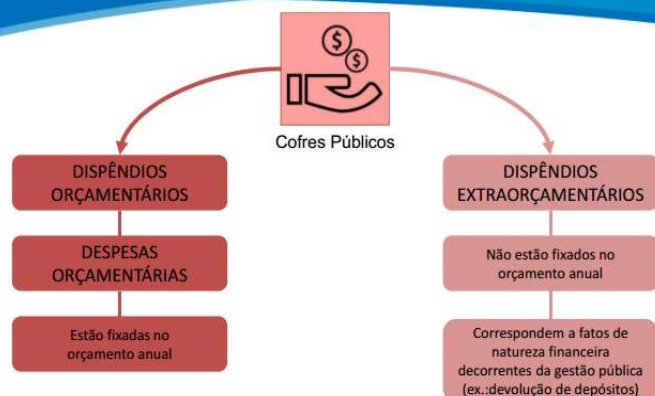 Cofres Públicos
DISPÊNDIOS
ORÇAMENTÁRIOS
DESPESAS
ORÇAMENTÁRIAS
Estão fixadas no
orçamento anual
DISPÊNDIOS
EXTRAORÇAMENTÁRIOS
Não estão fixados no
orçamento anual
Correspondem a fatos de
natureza financeira
decorrentes da gestão pública
(ex.:devolução de depósitos)